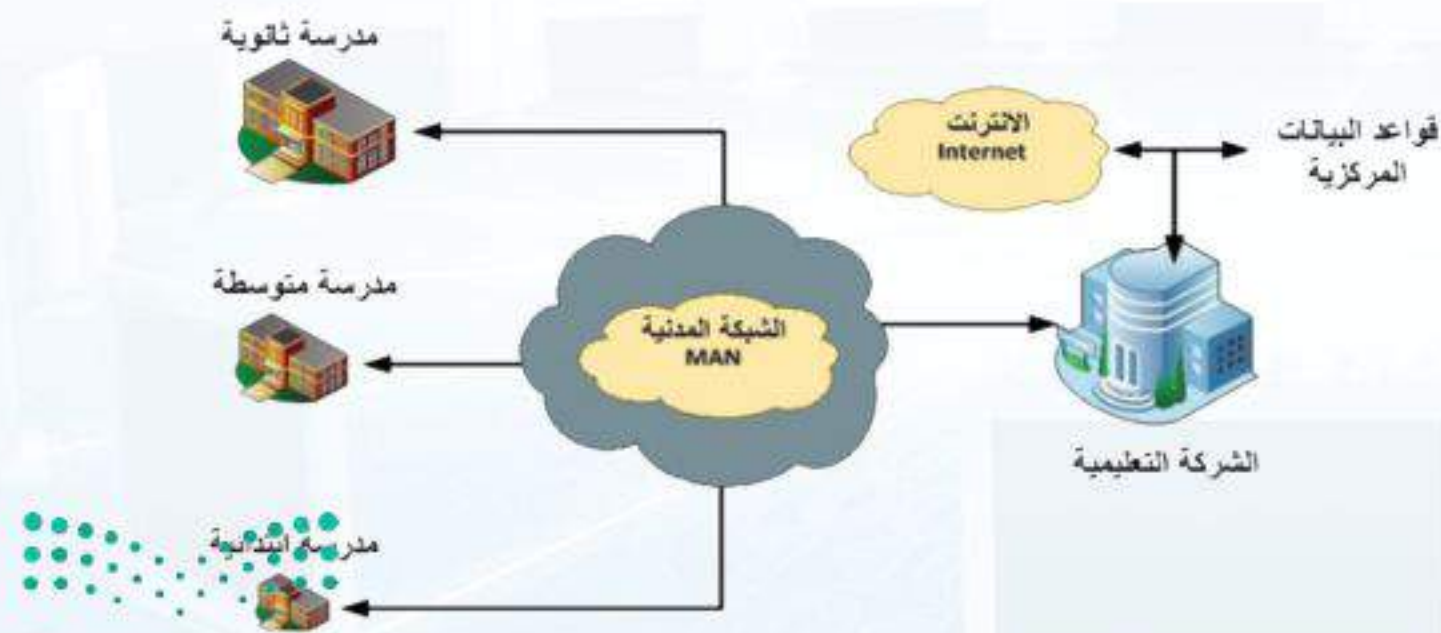 مدرسة ثانوية
الانترنت
Internet
قواعد البيانات
المركزية
مدرسة متوسطة
الشبكة المدنية
MAN
الشركة التعليمية
مدرسة ابتدائية